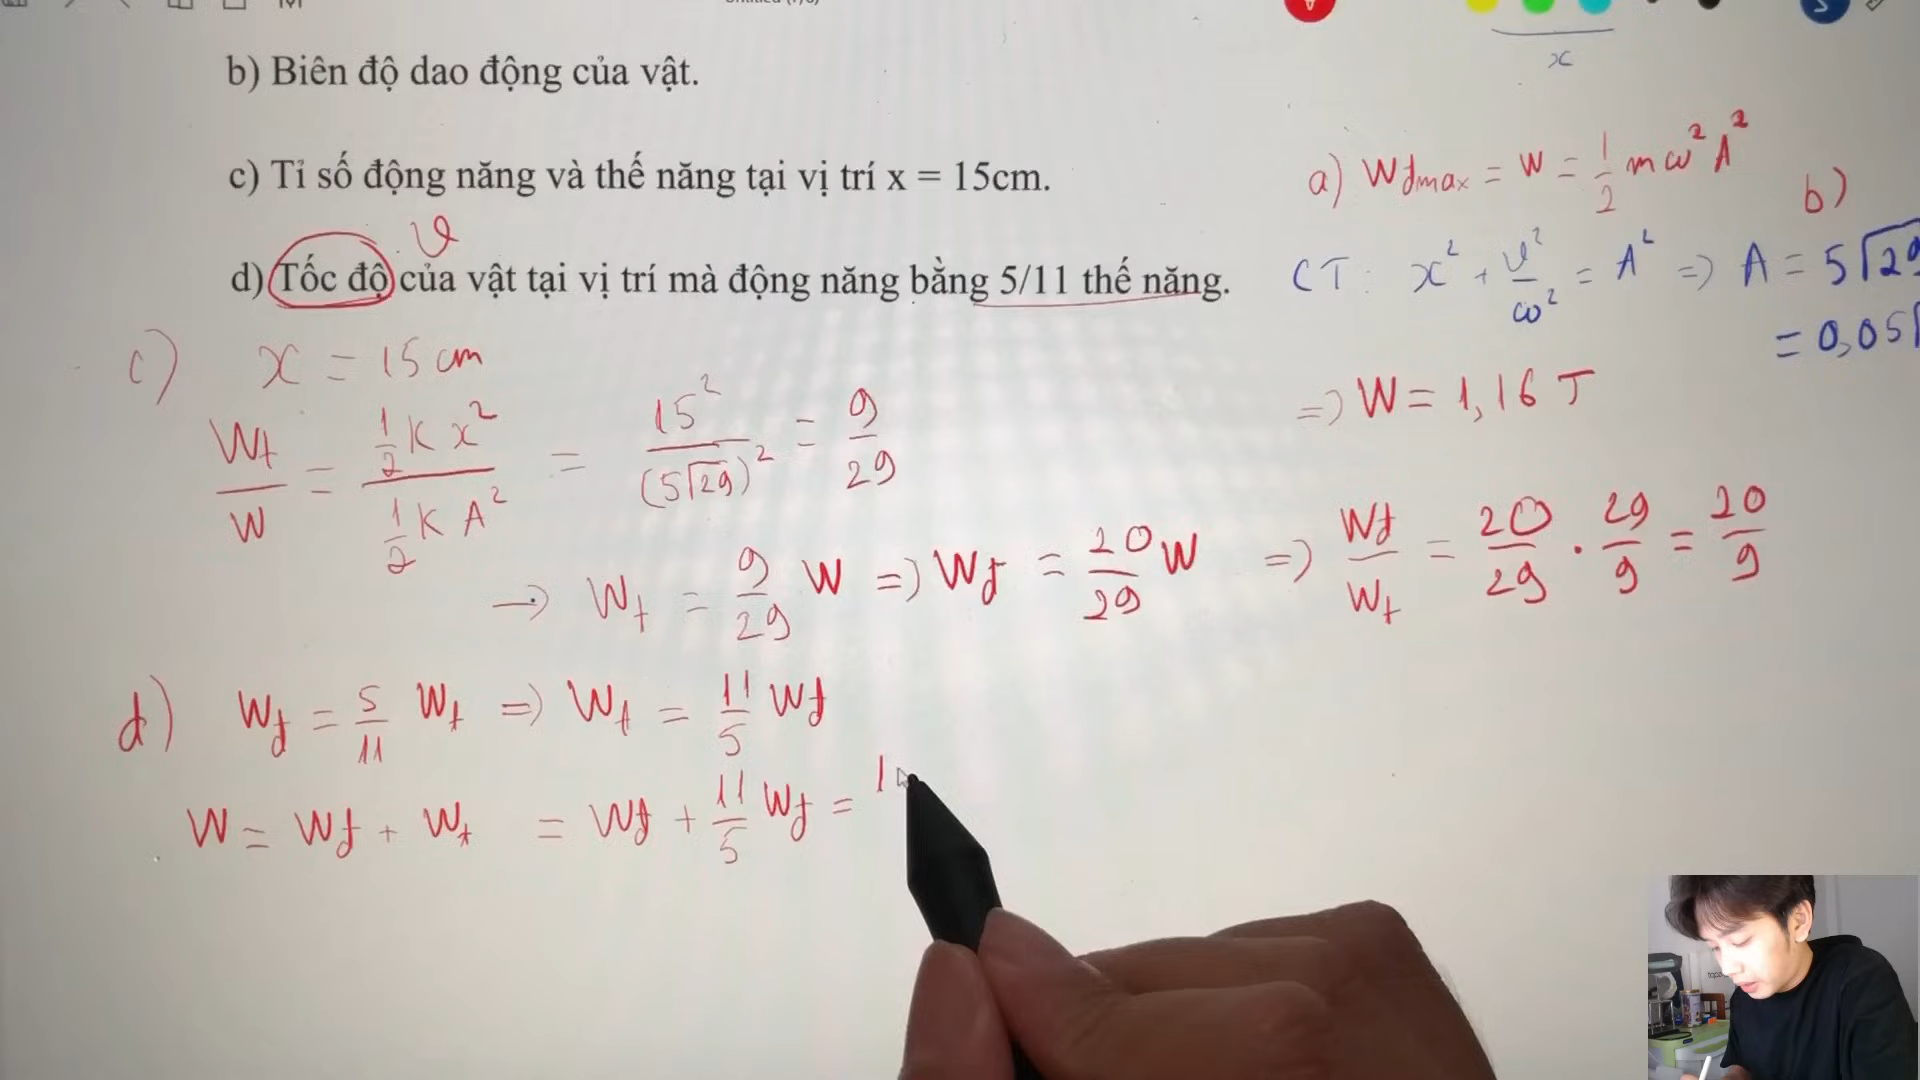 b) Biên độ dao động của vật.
x
c) Tỉ số động năng và thế năng tại vị trí x = 15cm.
a) Wđmax = W = 1/2 mω² A²
b)
v
d) Tốc độ của vật tại vị trí mà động năng bằng 5/11 thế năng.
CT: x² + v²/ω² = A² => A = 5√29
= 0,05√
c) x = 15 cm
=> W = 1,16 J
Wt/W = (1/2 K x²)/(1/2 K A²) = 15²/(5√29)² = 9/29
-> Wt = 9/29 W => Wđ = 20/29 W => Wđ/Wt = 20/29 . 29/9 = 20/9
d) Wđ = 5/11 Wt => Wt = 11/5 Wđ
W = Wđ + Wt = Wđ + 11/5 Wđ = 1